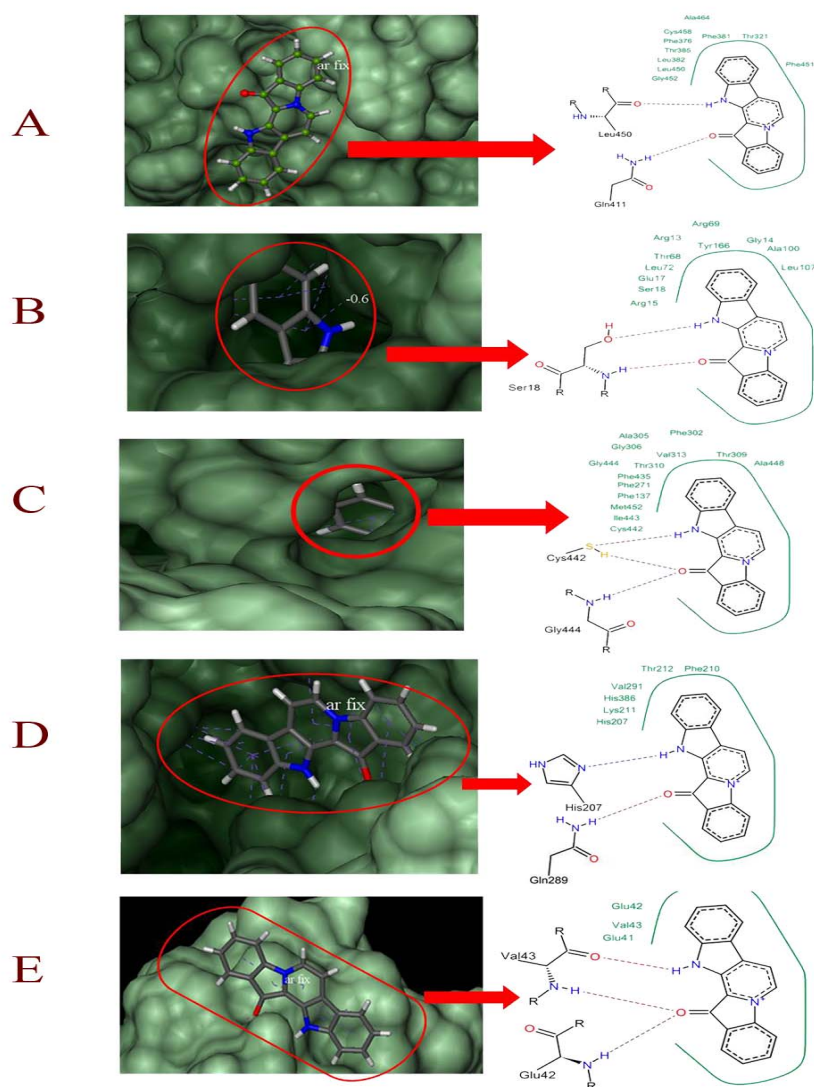 A
ar fix
Ala464
Cys458
Phe376
Phe381
Thr321
Thr385
Leu382
Leu450
Gly452
Phe451
R
O
R
HN
Leu450
H
N
H
N
H
O
Gln411
H
N
O
N+
B
-0.6
Arg69
Arg13
Tyr166
Gly14
Ala100
Thr68
Leu72
Leu107
Glu17
Ser18
Arg15
H
O
O
Ser18
R
N
H
R
H
N
O
N+
C
Ala305
Phe302
Gly306
Val313
Gly444
Thr310
Thr309
Ala448
Phe435
Phe271
Phe137
Met452
Ile443
Cys442
S
H
Cys442
R
N
H
Gly444
O
R
H
N
O
N+
D
ar fix
Thr212
Phe210
Val291
His386
Lys211
His207
N
HN
His207
H
N
H
O
Gln289
H
N
O
N+
E
ar fix
Glu42
Val43
Glu41
R
Val43
O
R
N
H
O
R
Glu42
N
H
R
H
N
O
N+